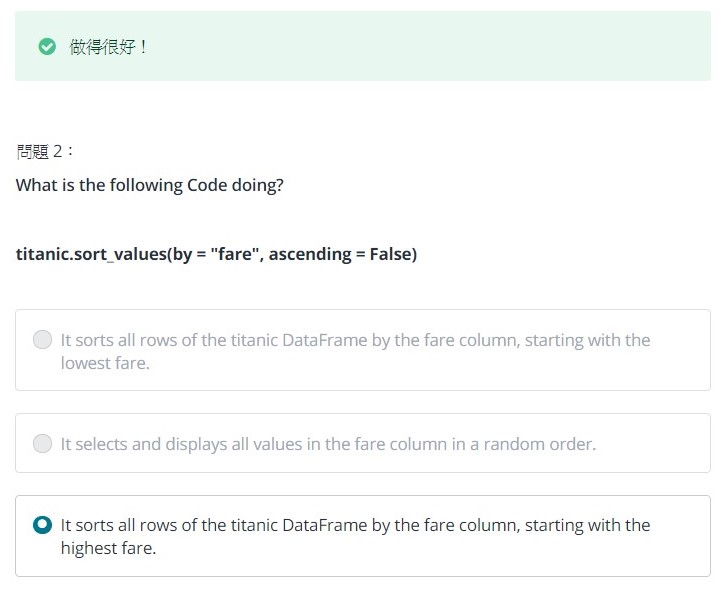 做得很好！
問題 2：
What is the following Code doing?
titanic.sort_values(by = "fare", ascending = False)
It sorts all rows of the titanic DataFrame by the fare column, starting with the
lowest fare.
It selects and displays all values in the fare column in a random order.
It sorts all rows of the titanic DataFrame by the fare column, starting with the
highest fare.